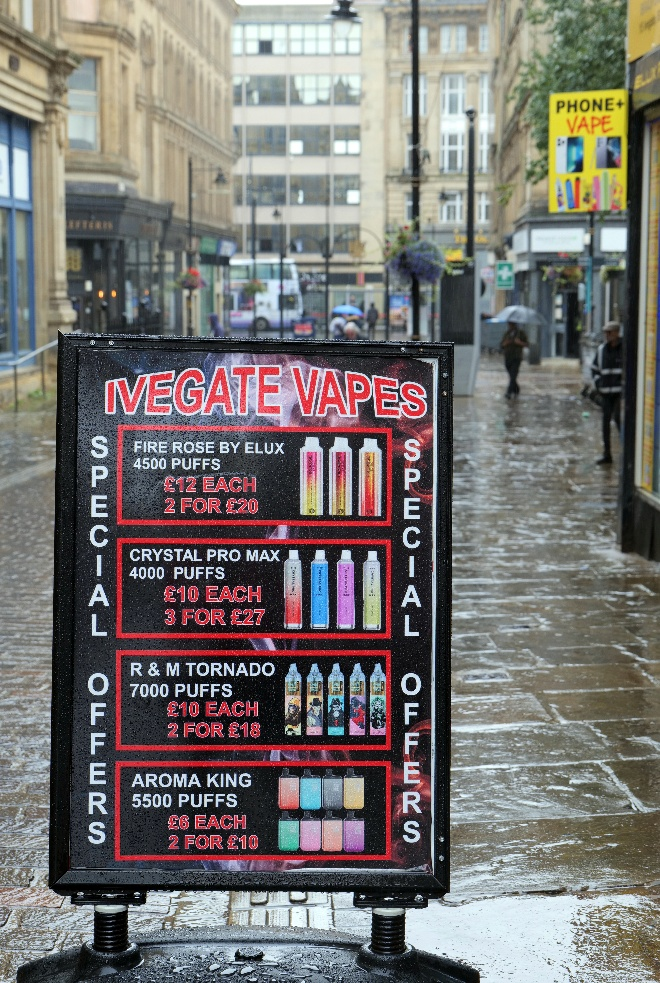 PHONE+
VAPE
IVEGATE VAPES
SPECIAL OFFERS
FIRE ROSE BY ELUX
4500 PUFFS
£12 EACH
2 FOR £20
CRYSTAL PRO MAX
4000 PUFFS
£10 EACH
3 FOR £27
R & M TORNADO
7000 PUFFS
£10 EACH
2 FOR £18
AROMA KING
5500 PUFFS
£6 EACH
2 FOR £10
SPECIAL OFFERS